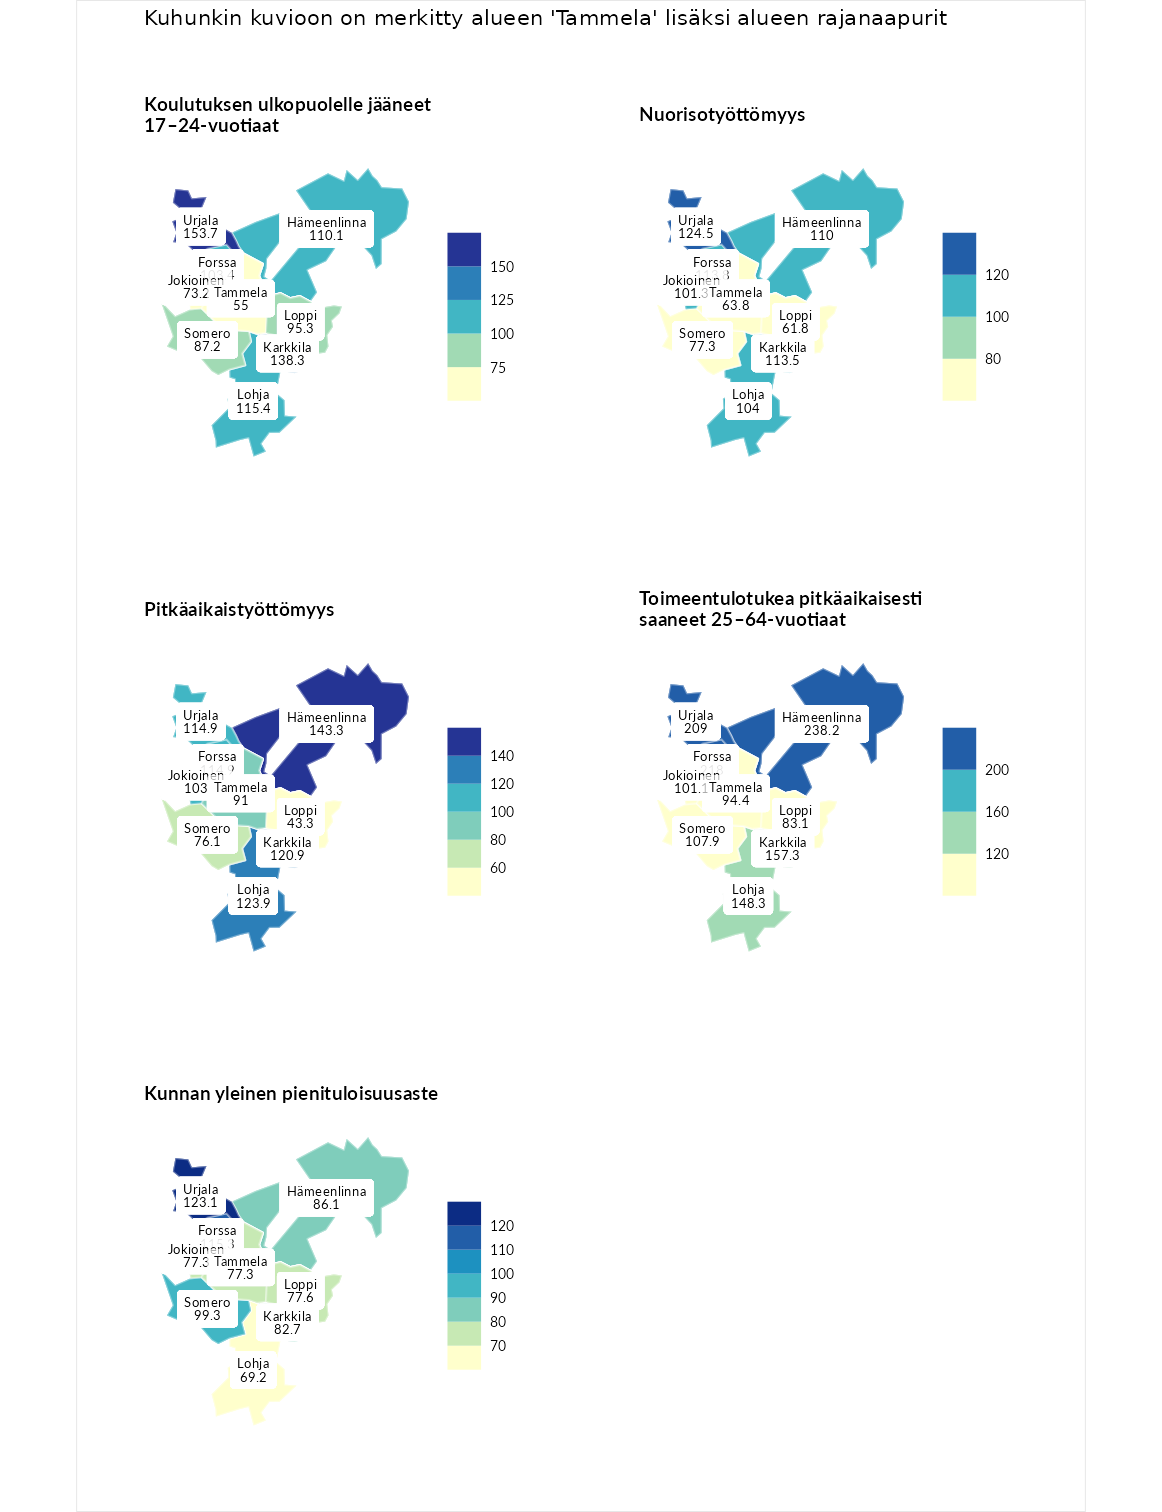 Kuhunkin kuvioon on merkitty alueen 'Tammela' lisäksi alueen rajanaapurit
Koulutuksen ulkopuolelle jääneet
17–24-vuotiaat
Urjala
153.7
Hämeenlinna
110.1
Forssa
Jokioinen
73.2
Tammela
55
Loppi
95.3
Somero
87.2
Karkkila
138.3
Lohja
115.4
150
125
100
75
Nuorisotyöttömyys
Urjala
124.5
Hämeenlinna
110
Forssa
Jokioinen
101.3
Tammela
63.8
Loppi
61.8
Somero
77.3
Karkkila
113.5
Lohja
104
120
100
80
Pitkäaikaistyöttömyys
Urjala
114.9
Hämeenlinna
143.3
Forssa
Jokioinen
103
Tammela
91
Loppi
43.3
Somero
76.1
Karkkila
120.9
Lohja
123.9
140
120
100
80
60
Toimeentulotukea pitkäaikaisesti
saaneet 25–64-vuotiaat
Urjala
209
Hämeenlinna
238.2
Forssa
Jokioinen
101.1
Tammela
94.4
Loppi
83.1
Somero
107.9
Karkkila
157.3
Lohja
148.3
200
160
120
Kunnan yleinen pienituloisuusaste
Urjala
123.1
Hämeenlinna
86.1
Forssa
Jokioinen
77.3
Tammela
77.3
Loppi
77.6
Somero
99.3
Karkkila
82.7
Lohja
69.2
120
110
100
90
80
70